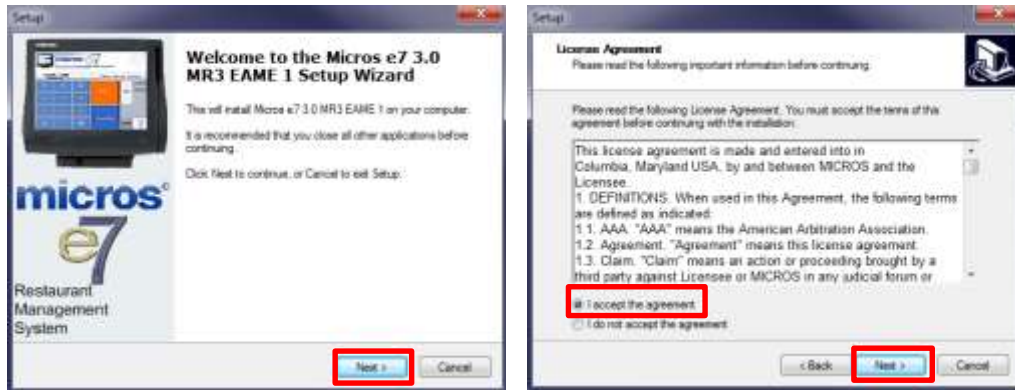 Setup
Welcome to the Micros e7 3.0
MR3 EAME 1 Setup Wizard
This will install Micros e7 3.0 MR3 EAME 1 on your computer.
It is recommended that you close all other applications before
continuing.
Click Next to continue, or Cancel to exit Setup.
micros
e7
Restaurant
Management
System
Next >
Cancel
Setup
License Agreement
Please read the following important information before continuing.
Please read the following License Agreement. You must accept the terms of this
agreement before continuing with the installation.
This license agreement is made and entered into in
Columbia, Maryland USA, by and between MICROS and the
Licensee.
1. DEFINITIONS. When used in this Agreement, the following terms
are defined as indicated:
1.1. AAA. "AAA" means the American Arbitration Association.
1.2. Agreement. "Agreement" means this license agreement.
1.3. Claim. "Claim" means an action or proceeding brought by a
third party against Licensee or MICROS in any judicial forum or
I accept the agreement
I do not accept the agreement
< Back
Next >
Cancel